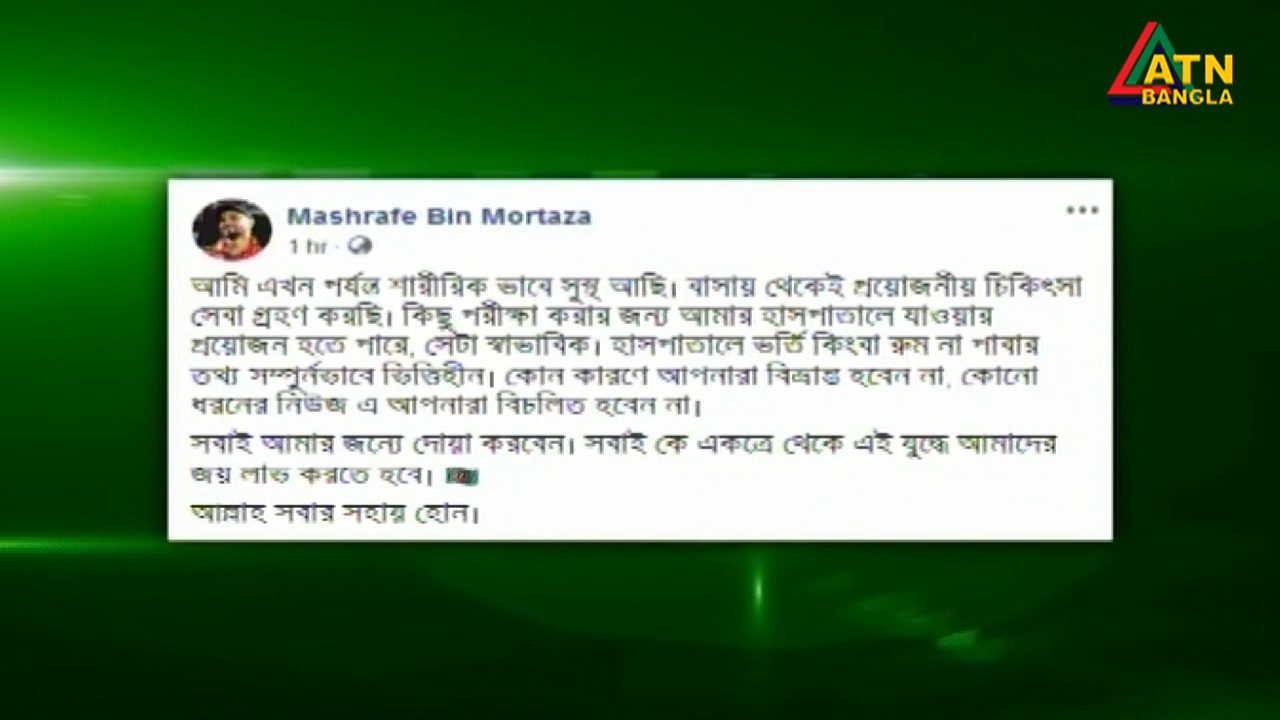 ATN
BANGLA
Mashrafe Bin Mortaza
1 hr ·
আমি এখন পর্যন্ত শারীরিক ভাবে সুস্থ আছি। বাসায় থেকেই প্রয়োজনীয় চিকিৎসা
সেবা গ্রহণ করছি। কিছু পরীক্ষা করার জন্য আমার হাসপাতালে যাওয়ার
প্রয়োজন হতে পারে, সেটা স্বাভাবিক। হাসপাতালে ভর্তি কিংবা রুম না পাবার
তথ্য সম্পুর্নভাবে ভিত্তিহীন। কোন কারণে আপনারা বিভ্রান্ত হবেন না, কোনো
ধরনের নিউজ এ আপনারা বিচলিত হবেন না।
সবাই আমার জন্যে দোয়া করবেন। সবাই কে একত্রে থেকে এই যুদ্ধে আমাদের
জয় লাভ করতে হবে।
আল্লাহ সবার সহায় হোন।